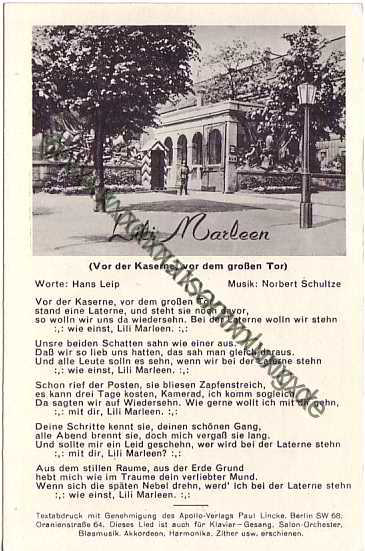 Lili Marleen
(Vor der Kaserne, vor dem großen Tor)
Worte: Hans Leip Musik: Norbert Schultze
Vor der Kaserne, vor dem großen Tor
stand eine Laterne, und steht sie noch davor,
so wolln wir uns da wiedersehn. Bei der Laterne wolln wir stehn
:,: wie einst, Lili Marleen. :,:
Unsre beiden Schatten sahn wie einer aus.
Daß wir so lieb uns hatten, das sah man gleich daraus.
Und alle Leute solln es sehn, wenn wir bei der Laterne stehn
:,: wie einst, Lili Marleen. :,:
Schon rief der Posten, sie bliesen Zapfenstreich,
es kann drei Tage kosten, Kamerad, ich komm sogleich.
Da sagten wir auf Wiedersehn. Wie gerne wollt ich mit dir gehn,
:,: mit dir, Lili Marleen. :,:
Deine Schritte kennt sie, deinen schönen Gang,
alle Abend brennt sie, doch mich vergaß sie lang.
Und sollte mir ein Leid geschehn, wer wird bei der Laterne stehn
:,: mit dir, Lili Marleen? :,:
Aus dem stillen Raume, aus der Erde Grund
hebt mich wie im Traume dein verliebter Mund.
Wenn sich die späten Nebel drehn, werd' ich bei der Laterne stehn
:,: wie einst, Lili Marleen. :,:
Textabdruck mit Genehmigung des Apollo-Verlags Paul Lincke, Berlin SW 68,
Oranienstraße 64. Dieses Lied ist auch für Klavier-Gesang, Salon-Orchester,
Blasmusik, Akkordeon, Harmonika, Zither usw. erschienen.